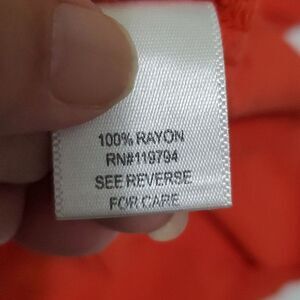 100% RAYON
RN#119794
SEE REVERSE
FOR CARE